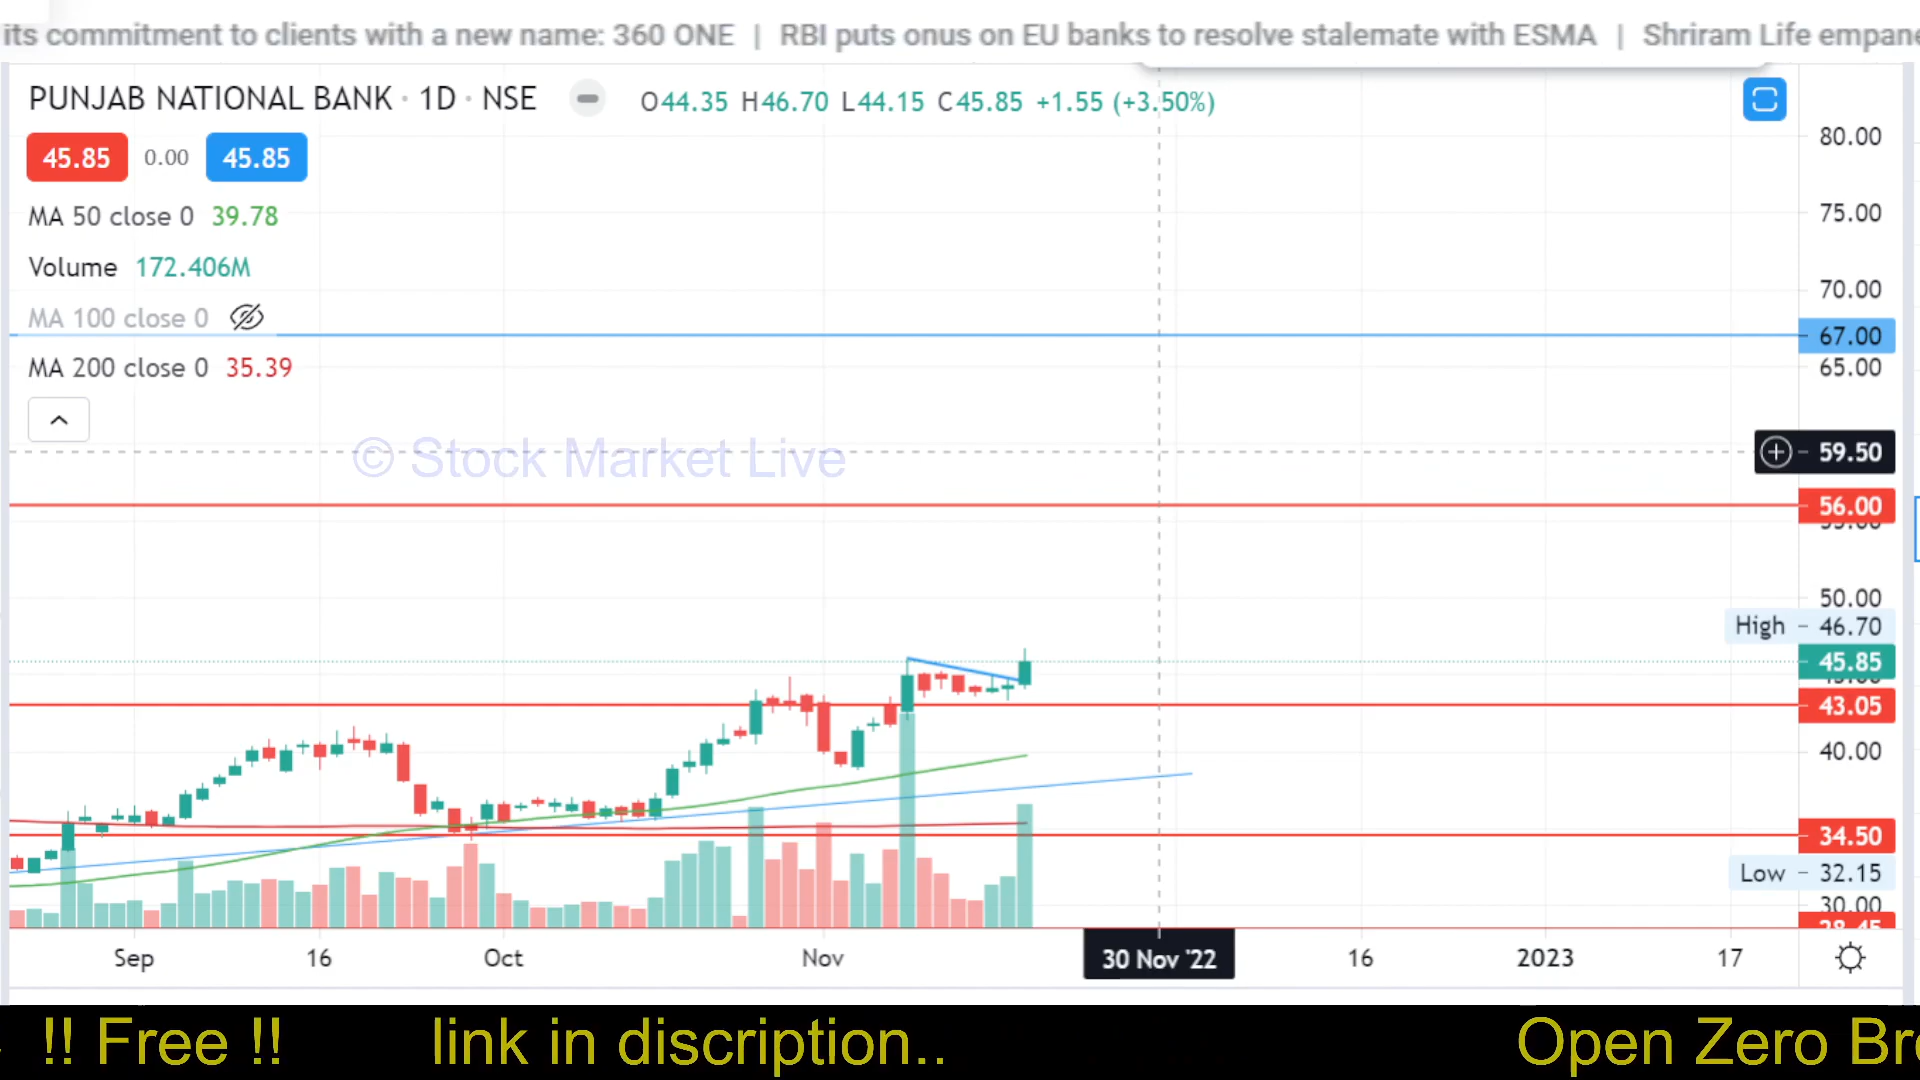 its commitment to clients with a new name: 360 ONE | RBI puts onus on EU banks to resolve stalemate with ESMA | Shriram Life empane
PUNJAB NATIONAL BANK · 1D · NSE O44.35 H46.70 L44.15 C45.85 +1.55 (+3.50%)
45.85 0.00 45.85
MA 50 close 0 39.78
Volume 172.406M
MA 100 close 0
MA 200 close 0 35.39
© Stock Market Live
80.00
75.00
70.00
67.00
65.00
59.50
56.00
50.00
High 46.70
45.85
43.05
40.00
34.50
Low 32.15
30.00
28.45
Sep 16 Oct Nov 30 Nov '22 16 2023 17
!! Free !! link in discription.. Open Zero Br